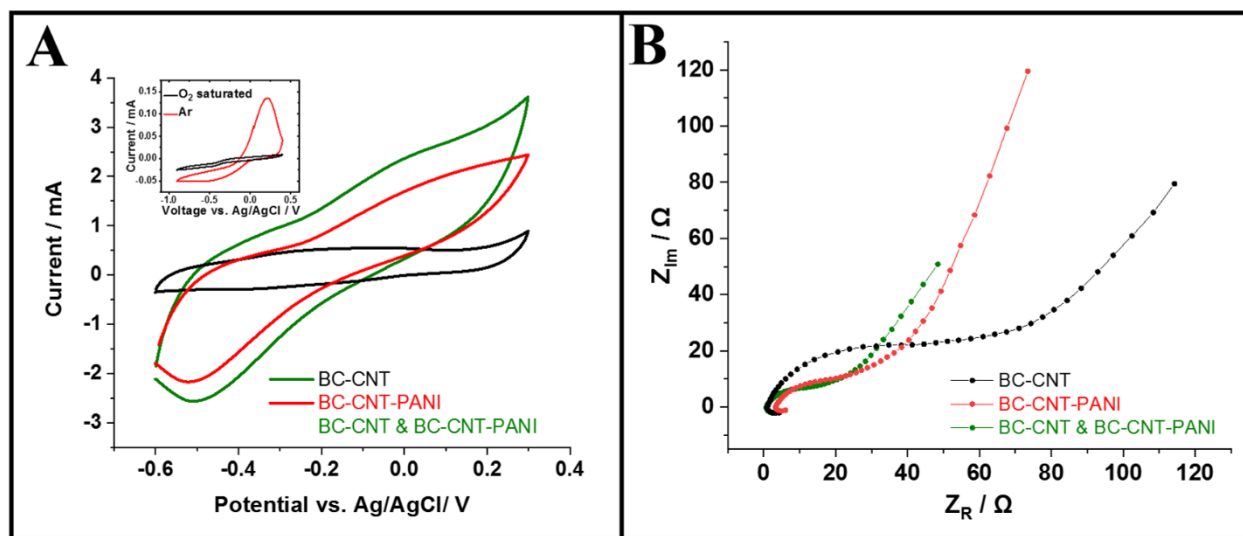 A
4
3
2
1
0
-1
-2
-3
Current / mA
-0.6
-0.4
-0.2
0.0
0.2
0.4
Potential vs. Ag/AgCl/ V
BC-CNT
BC-CNT-PANI
BC-CNT & BC-CNT-PANI
O2 saturated
Ar
0.15
0.10
0.05
0.00
-0.05
Current / mA
-1.0
-0.5
0.0
0.5
Voltage vs. Ag/AgCl / V
B
120
100
80
60
40
20
0
ZIm / Ω
0
20
40
60
80
100
120
ZR / Ω
BC-CNT
BC-CNT-PANI
BC-CNT & BC-CNT-PANI